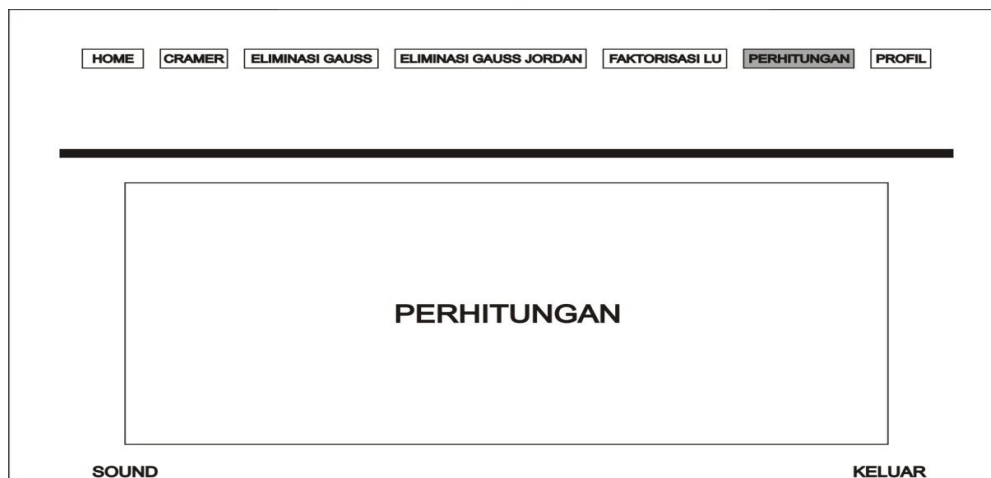 HOME CRAMER ELIMINASI GAUSS ELIMINASI GAUSS JORDAN FAKTORISASI LU PERHITUNGAN PROFIL
PERHITUNGAN
SOUND KELUAR